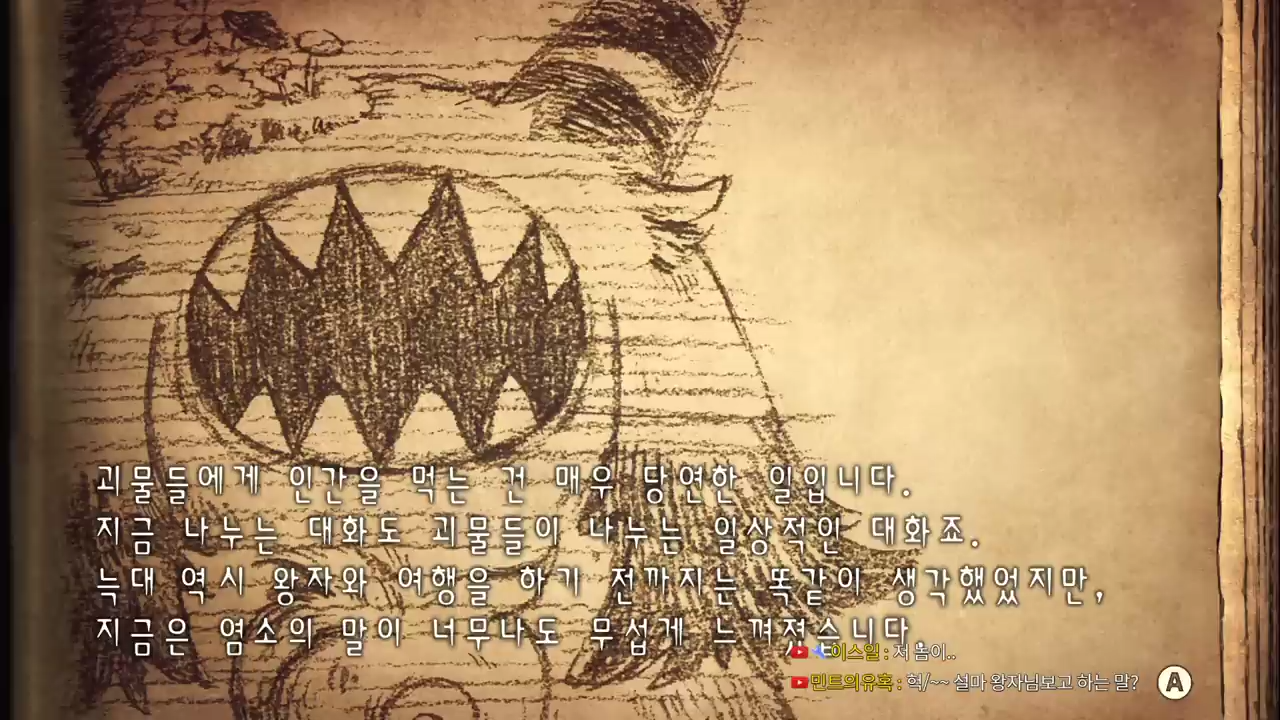 괴물들에게 인간을 먹는 건 매우 당연한 일입니다.
지금 나누는 대화도 괴물들이 나누는 일상적인 대화죠.
늑대 역시 왕자와 여행을 하기 전까지는 똑같이 생각했었지만,
지금은 염소의 말이 너무나도 무섭게 느껴졌습니다.
이스일 : 저 놈이..
민트의유혹 : 헉/~~ 설마 왕자님보고 하는 말?
A